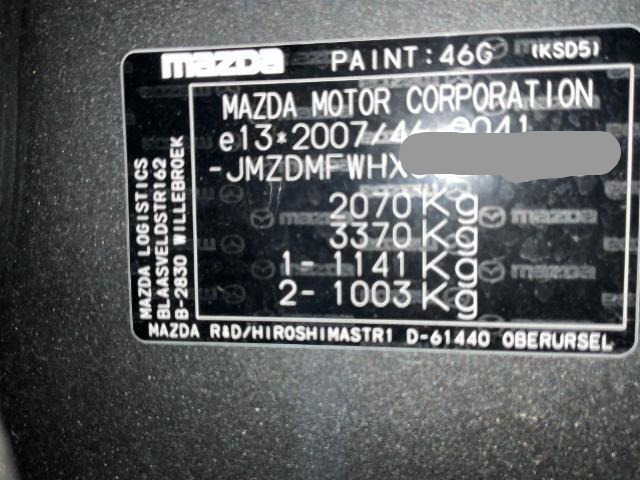 mazda PAINT:46G (KSD5)
MAZDA MOTOR CORPORATION
e13*2007/46
-JMZDMFWHX
2070 Kg
3370 Kg
1- 1141 Kg
2- 1003 Kg
MAZDA LOGISTICS
BLAASVELDSTR162
B-2830 WILLEBROEK
MAZDA R&D/HIROSHIMASTR1 D-61440 OBERURSEL